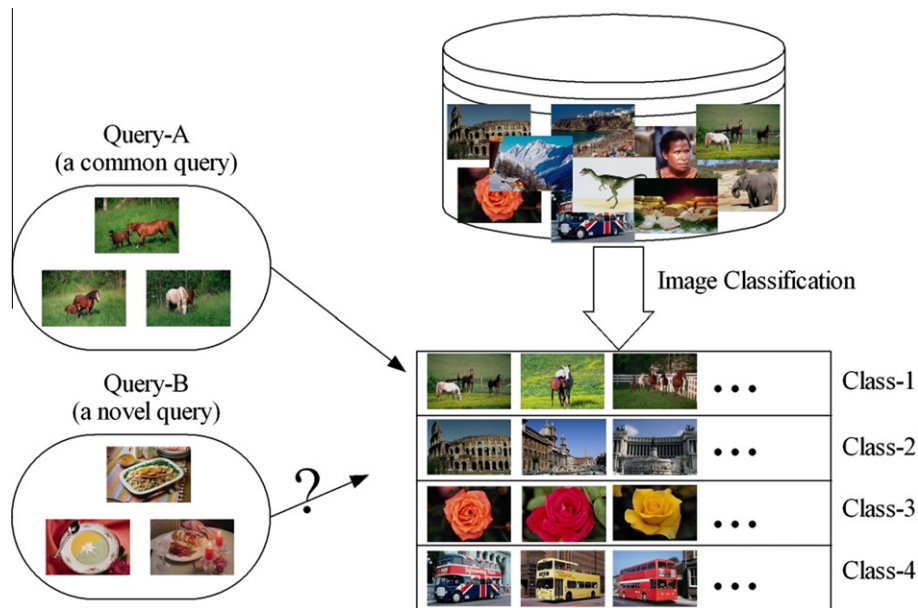 Query-A
(a common query)
Image Classification
Query-B
(a novel query)
?
Class-1
Class-2
Class-3
Class-4